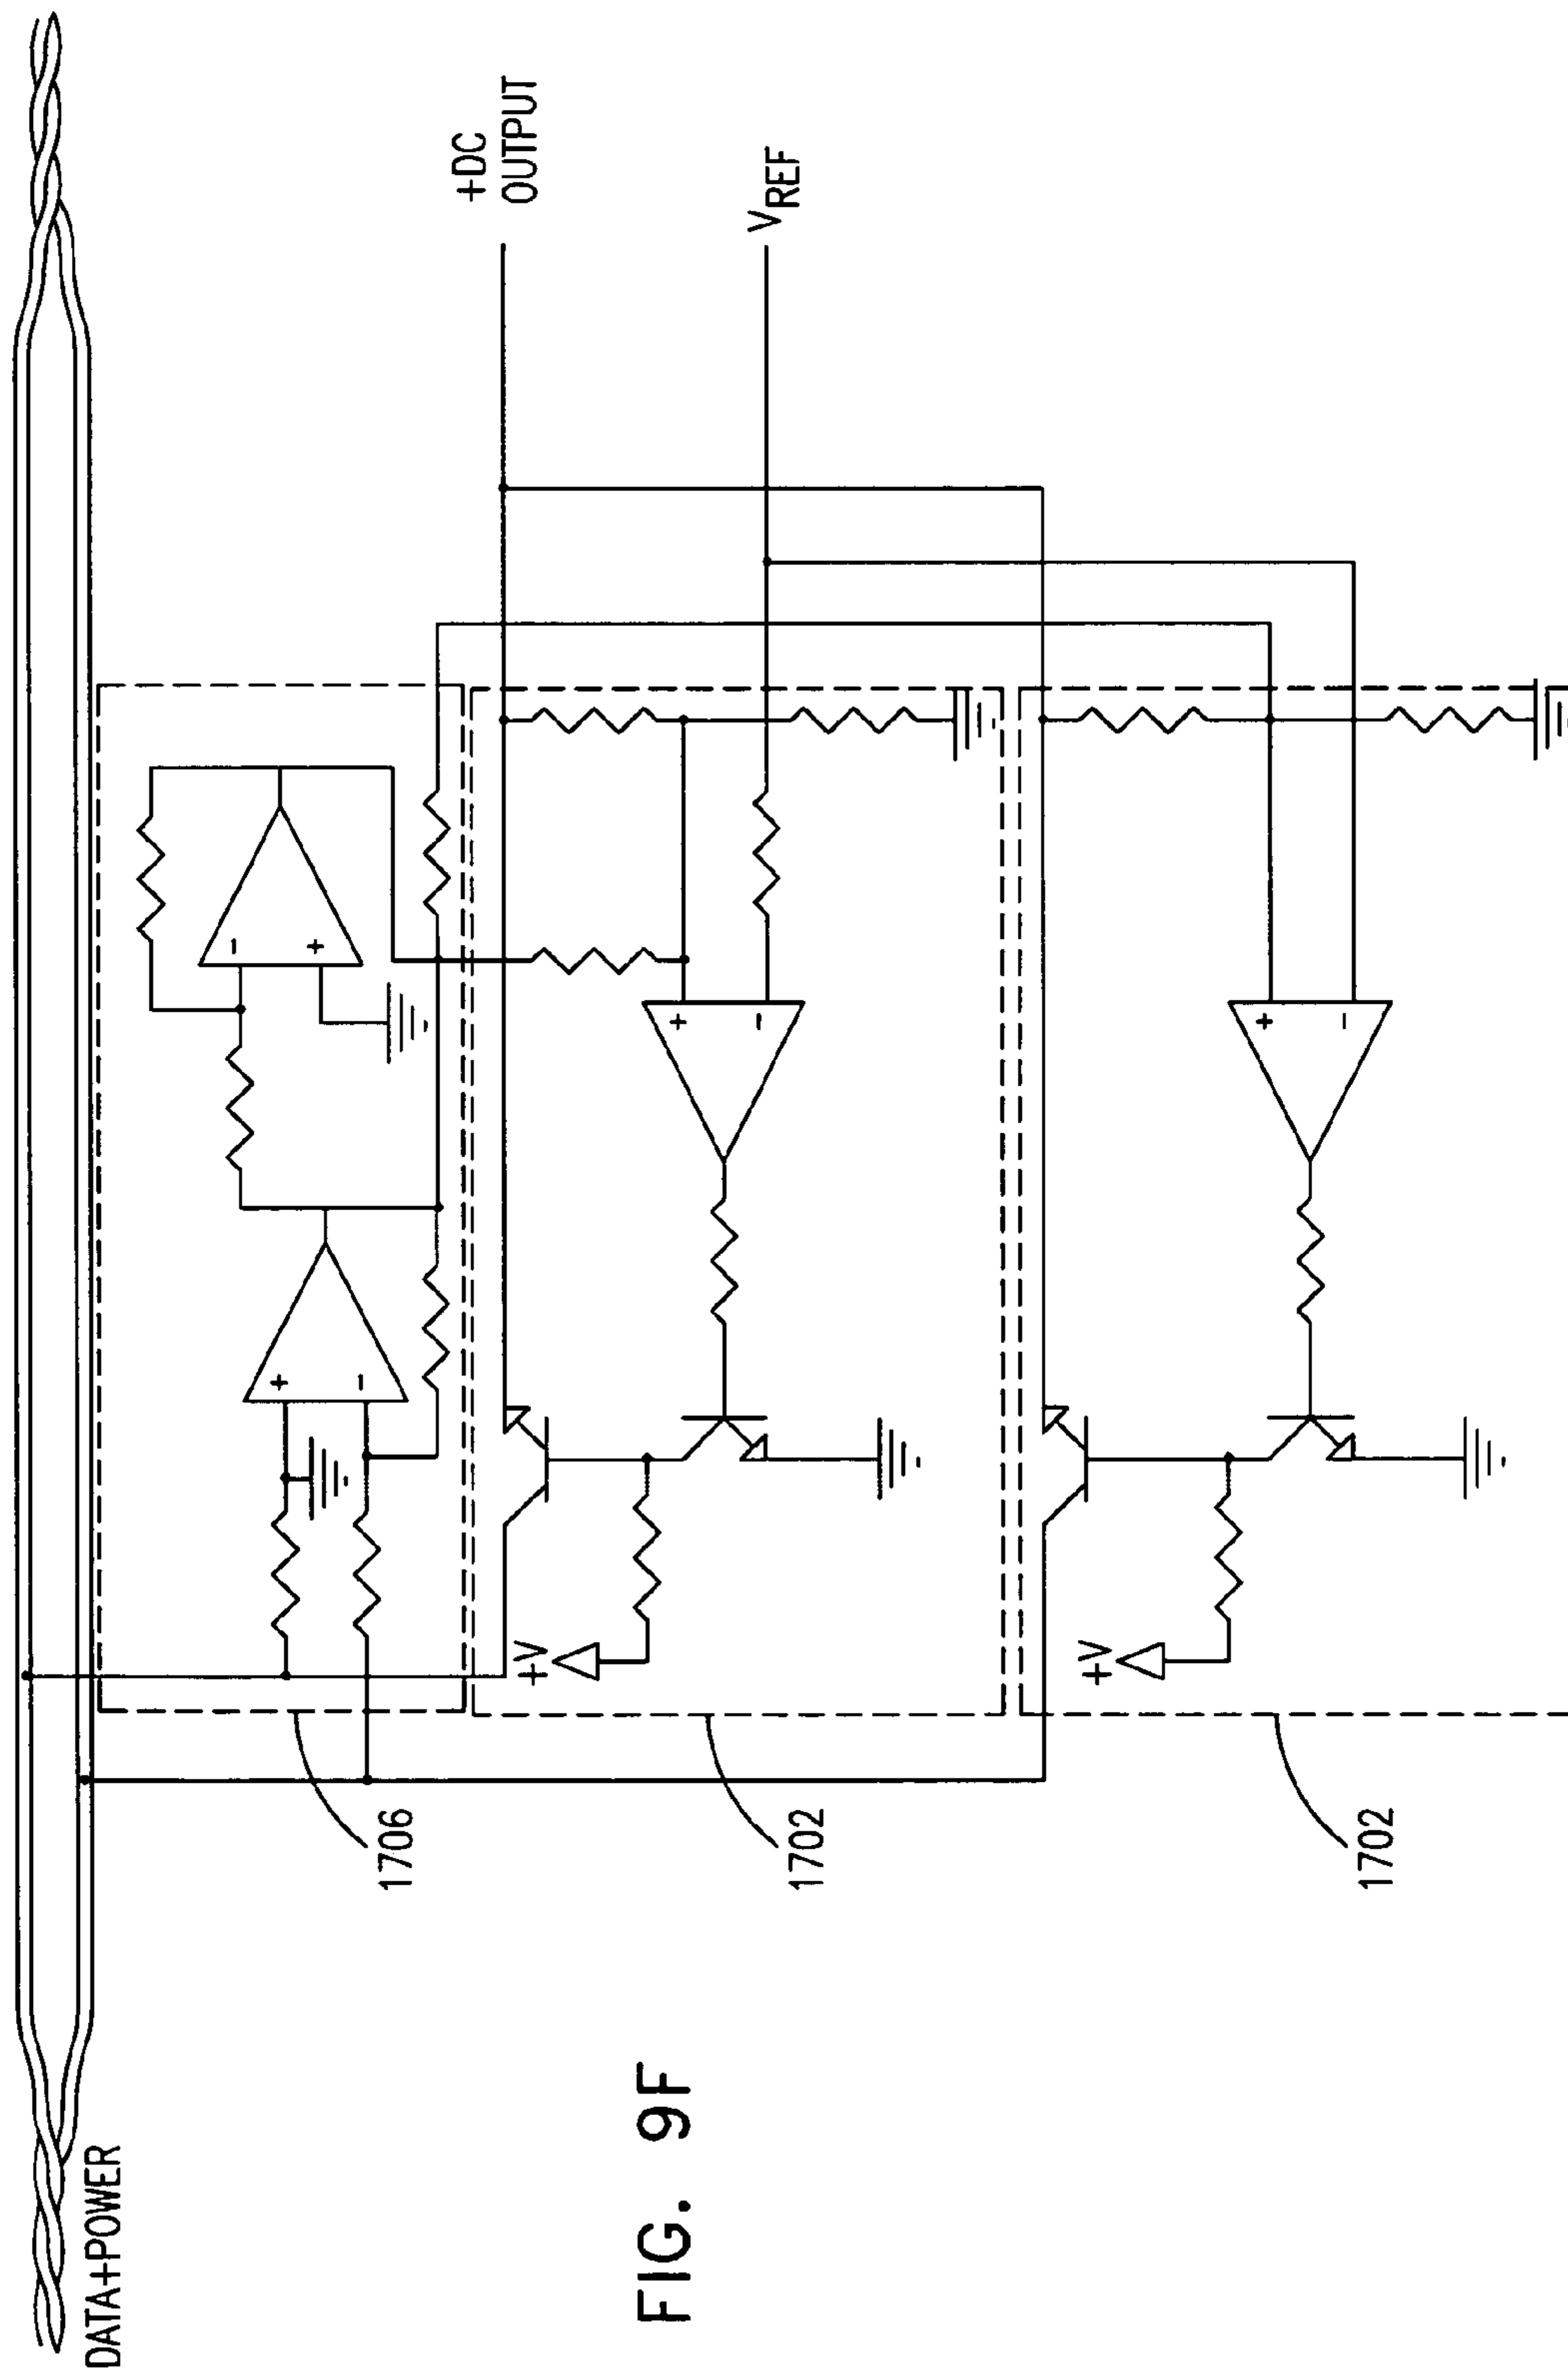 DATA+POWER
+DC
OUTPUT
VREF
+
−
−
+
+
−
+
−
+V
+V
1706
1702
1702
FIG. 9F